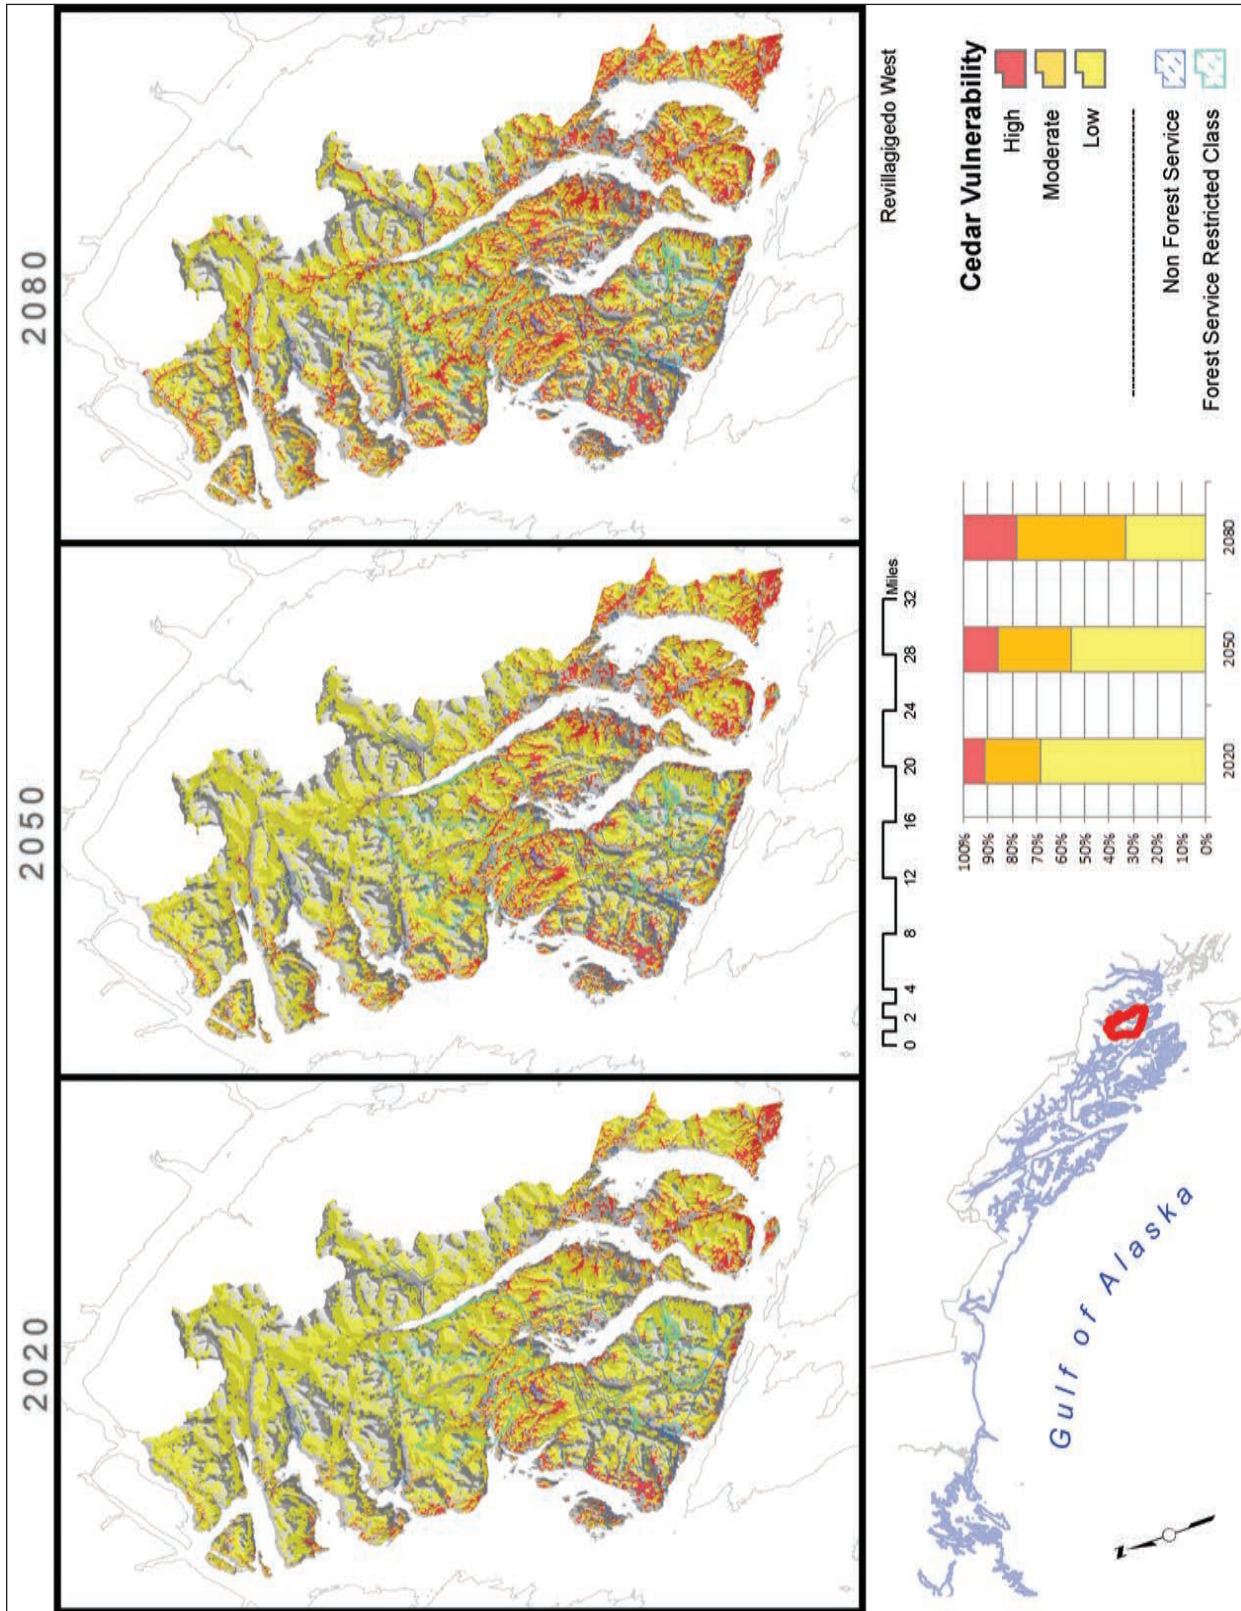 2020
2050
2080
0 2 4 8 12 16 20 24 28 32
Miles
Revillagigedo West
Gulf of Alaska
N
100%
90%
80%
70%
60%
50%
40%
30%
20%
10%
0%
2020 2050 2080
Cedar Vulnerability
High
Moderate
Low
Non Forest Service
Forest Service Restricted Class